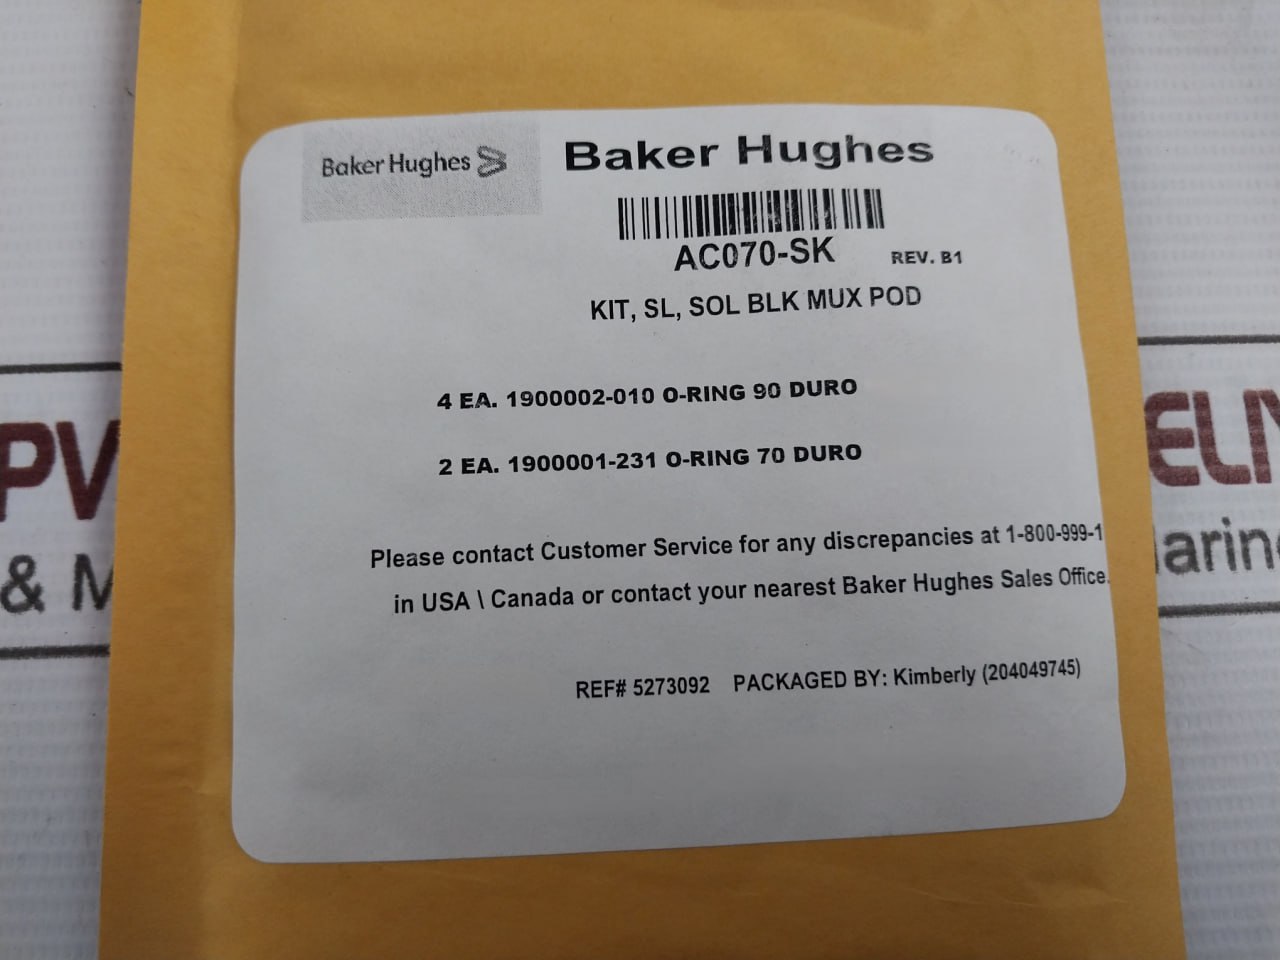 Baker Hughes
Baker Hughes
AC070-SK REV. B1
KIT, SL, SOL BLK MUX POD
4 EA. 1900002-010 O-RING 90 DURO
2 EA. 1900001-231 O-RING 70 DURO
Please contact Customer Service for any discrepancies at 1-800-999-1
in USA \ Canada or contact your nearest Baker Hughes Sales Office.
REF# 5273092 PACKAGED BY: Kimberly (204049745)
PV
& M
ELIN
arin